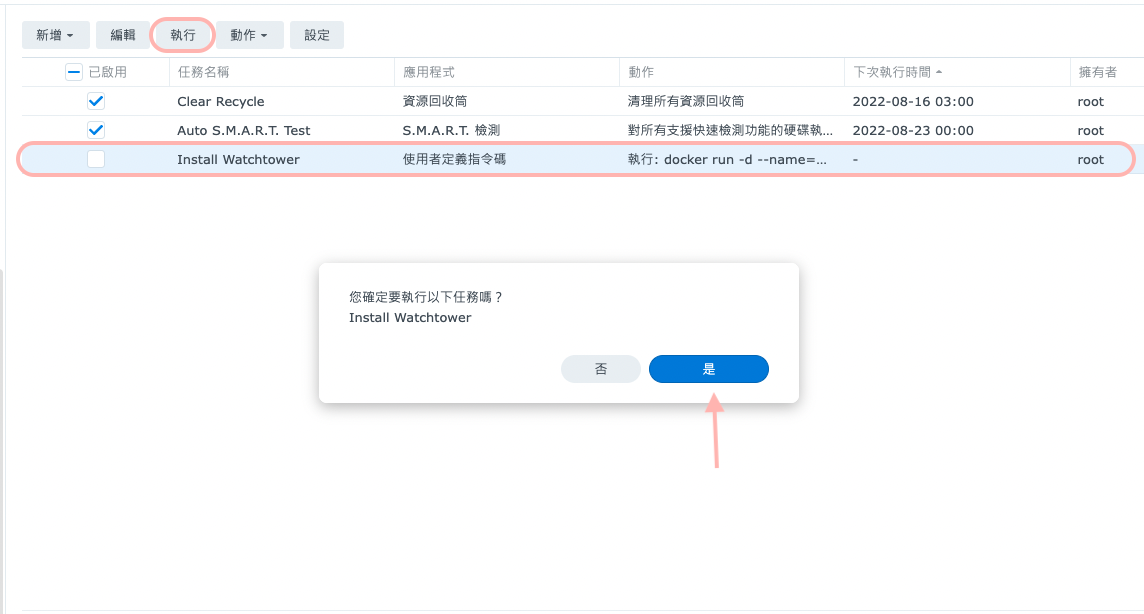 新增 編輯 執行 動作 設定
已啟用 任務名稱 應用程式 動作 下次執行時間 擁有者
Clear Recycle 資源回收筒 清理所有資源回收筒 2022-08-16 03:00 root
Auto S.M.A.R.T. Test S.M.A.R.T. 檢測 對所有支援快速檢測功能的硬碟執... 2022-08-23 00:00 root
Install Watchtower 使用者定義指令碼 執行: docker run -d --name=... - root
您確定要執行以下任務嗎？
Install Watchtower
否 是